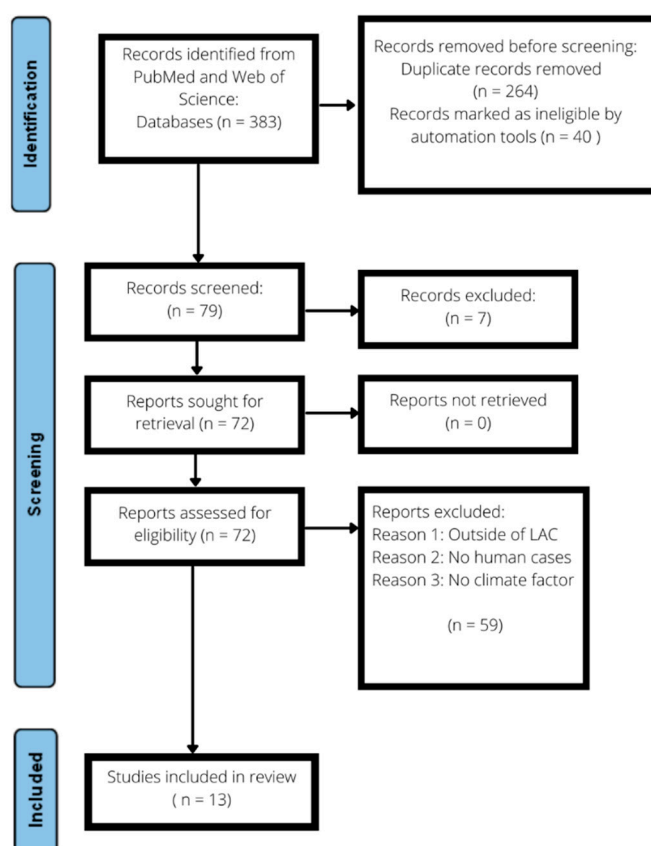 Identification
Records identified from
PubMed and Web of
Science:
Databases (n = 383)
Records removed before screening:
Duplicate records removed
(n = 264)
Records marked as ineligible by
automation tools (n = 40 )
Screening
Records screened:
(n = 79)
Records excluded:
(n = 7)
Reports sought for
retrieval (n = 72)
Reports not retrieved
(n = 0)
Reports assessed for
eligibility (n = 72)
Reports excluded:
Reason 1: Outside of LAC
Reason 2: No human cases
Reason 3: No climate factor
(n = 59)
Included
Studies included in review
( n = 13)